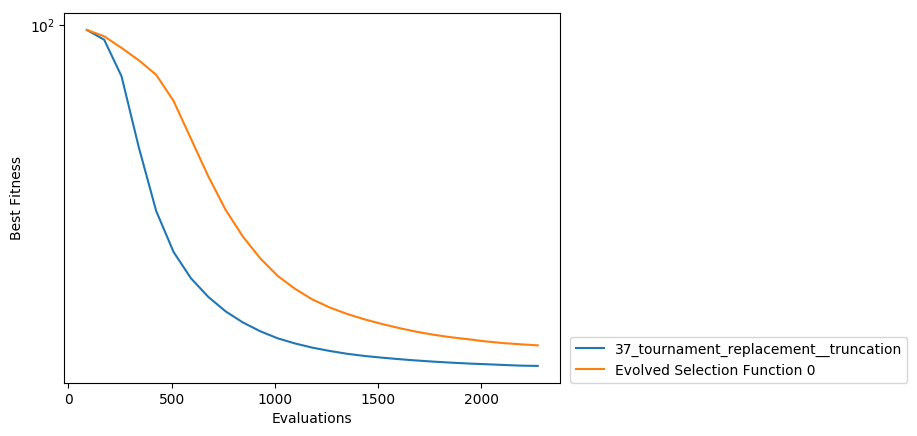 10²
Best Fitness
0 500 1000 1500 2000
Evaluations
37_tournament_replacement__truncation
Evolved Selection Function 0